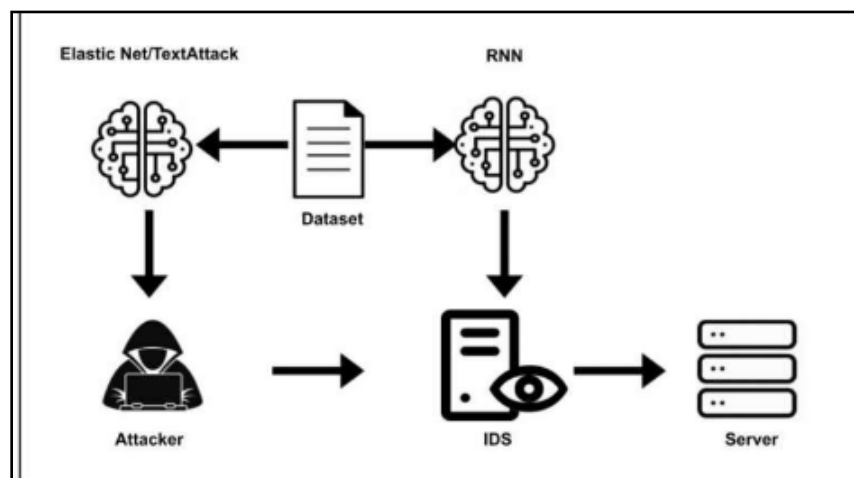 Elastic Net/TextAttack
RNN
Dataset
Attacker
IDS
Server